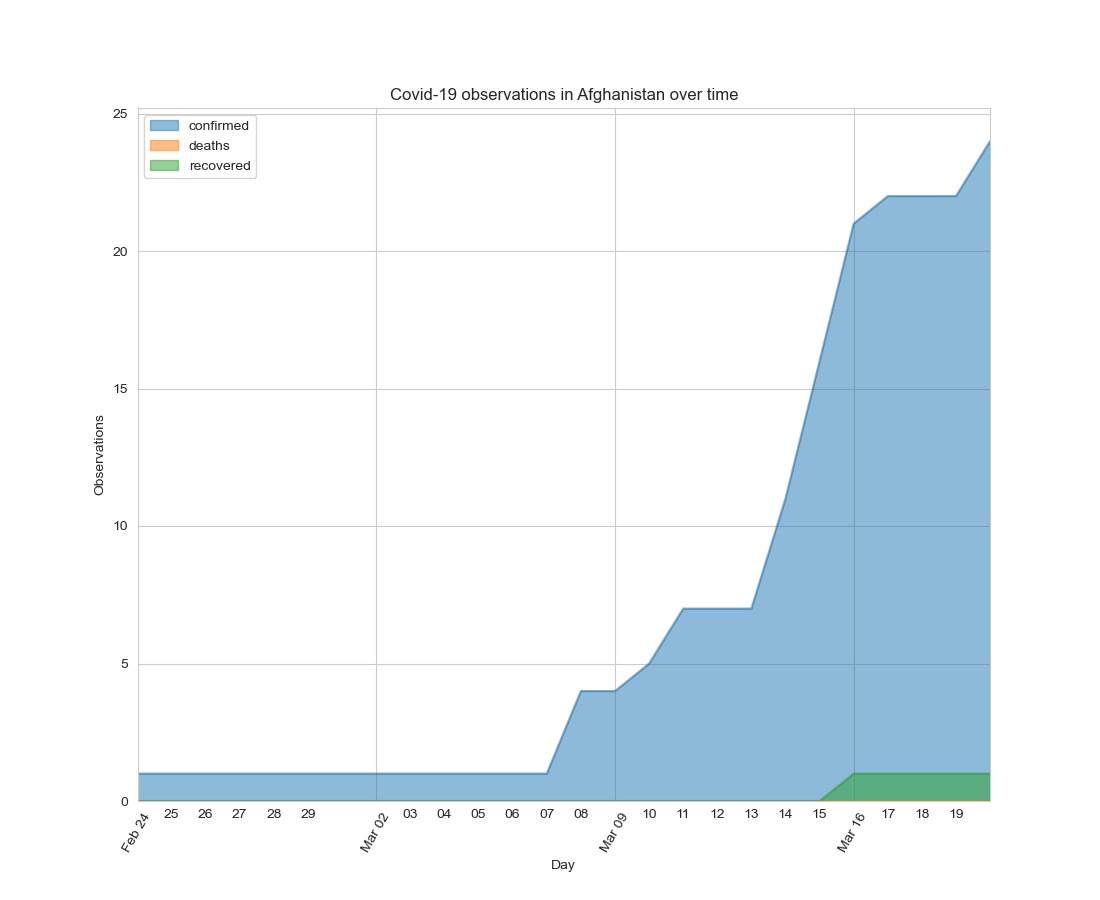 Covid-19 observations in Afghanistan over time
25
20
15
10
5
0
Observations
confirmed
deaths
recovered
Feb 24 25 26 27 28 29 Mar 02 03 04 05 06 07 08 Mar 09 10 11 12 13 14 15 Mar 16 17 18 19
Day